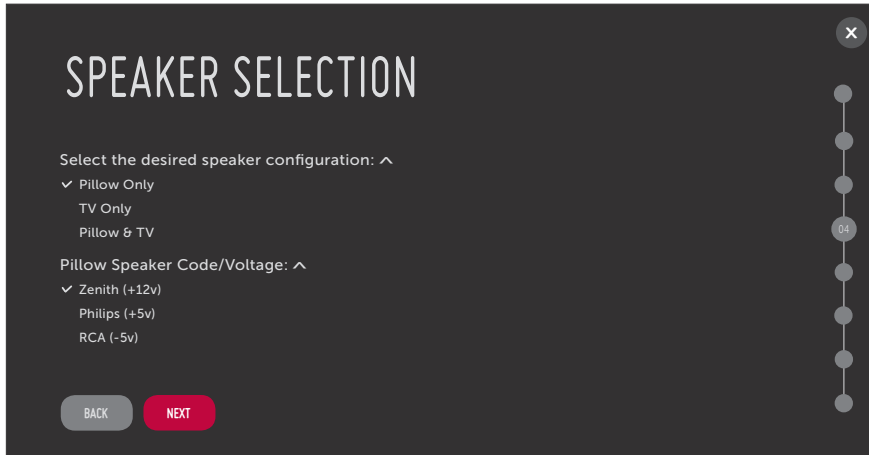 X
SPEAKER SELECTION
Select the desired speaker configuration:
Pillow Only
TV Only
Pillow & TV
04
Pillow Speaker Code/Voltage:
Zenith (+12v)
Philips (+5v)
RCA (-5v)
BACK
NEXT